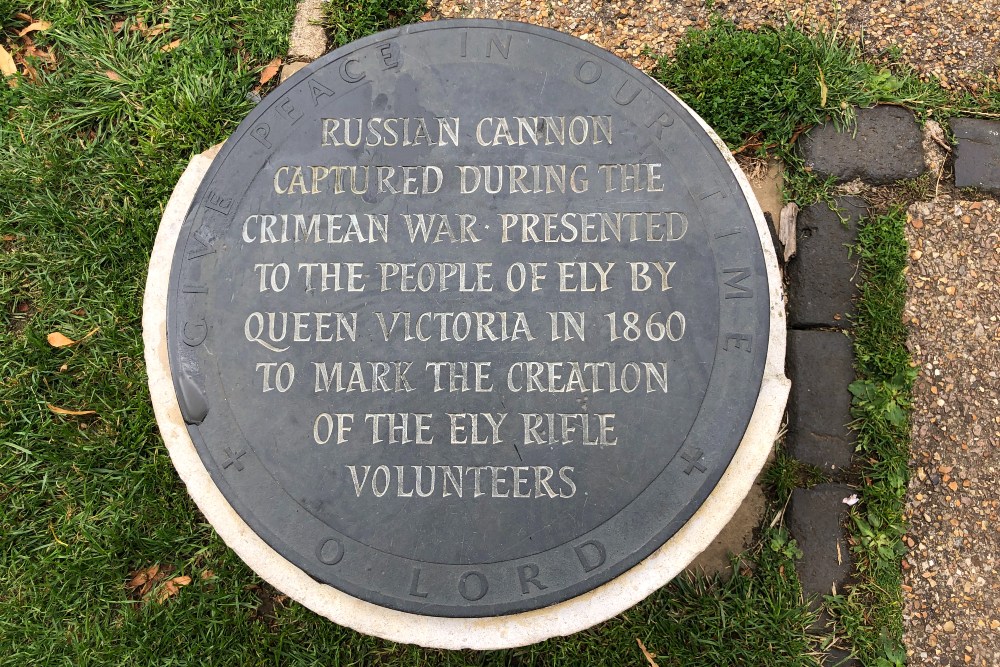 GIVE PEACE IN OUR TIME
RUSSIAN CANNON
CAPTURED DURING THE
CRIMEAN WAR · PRESENTED
TO THE PEOPLE OF ELY BY
QUEEN VICTORIA IN 1860
TO MARK THE CREATION
OF THE ELY RIFLE
VOLUNTEERS
O LORD